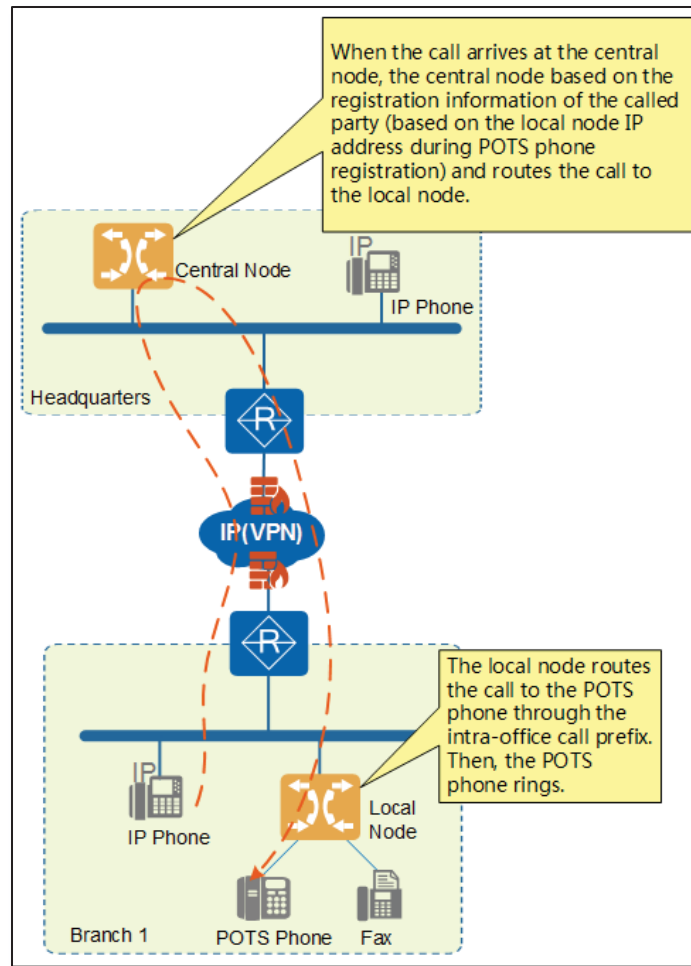 When the call arrives at the central
node, the central node based on the
registration information of the called
party (based on the local node IP
address during POTS phone
registration) and routes the call to
the local node.
IP
Central Node
IP Phone
Headquarters
R
IP(VPN)
R
The local node routes
the call to the POTS
phone through the
intra-office call prefix.
Then, the POTS
phone rings.
IP
IP Phone
Local
Node
Branch 1
POTS Phone
Fax